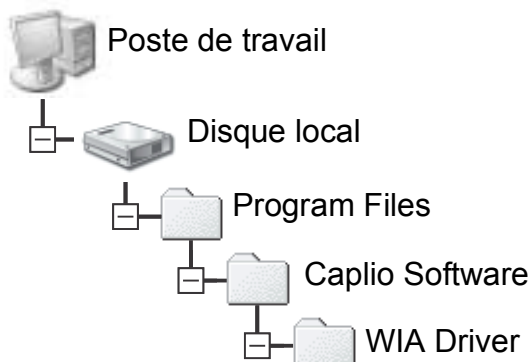 Poste de travail
Disque local
Program Files
Caplio Software
WIA Driver